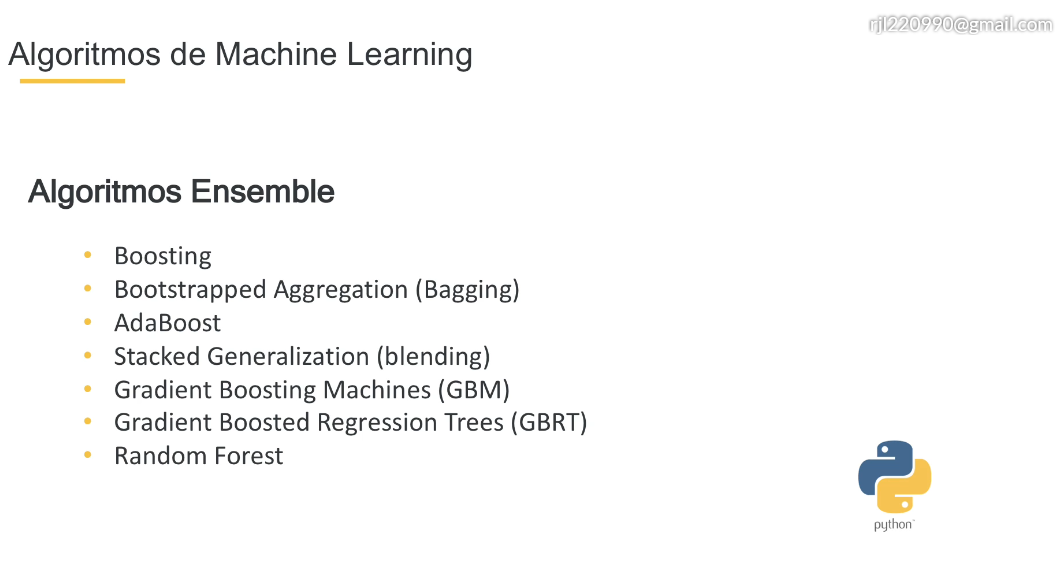 rjl220990@gmail.com
Algoritmos de Machine Learning
Algoritmos Ensemble
• Boosting
• Bootstrapped Aggregation (Bagging)
• AdaBoost
• Stacked Generalization (blending)
• Gradient Boosting Machines (GBM)
• Gradient Boosted Regression Trees (GBRT)
• Random Forest
python™